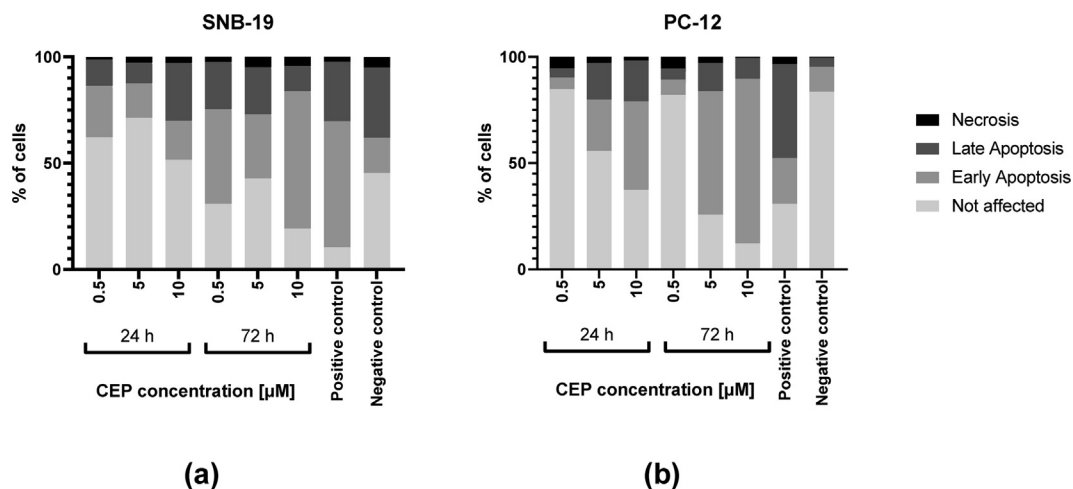 SNB-19
100
50
0
% of cells
0.5
5
10
0.5
5
10
Positive control
Negative control
24 h
72 h
CEP concentration [µM]
(a)
PC-12
100
50
0
% of cells
0.5
5
10
0.5
5
10
Positive control
Negative control
24 h
72 h
CEP concentration [µM]
(b)
Necrosis
Late Apoptosis
Early Apoptosis
Not affected